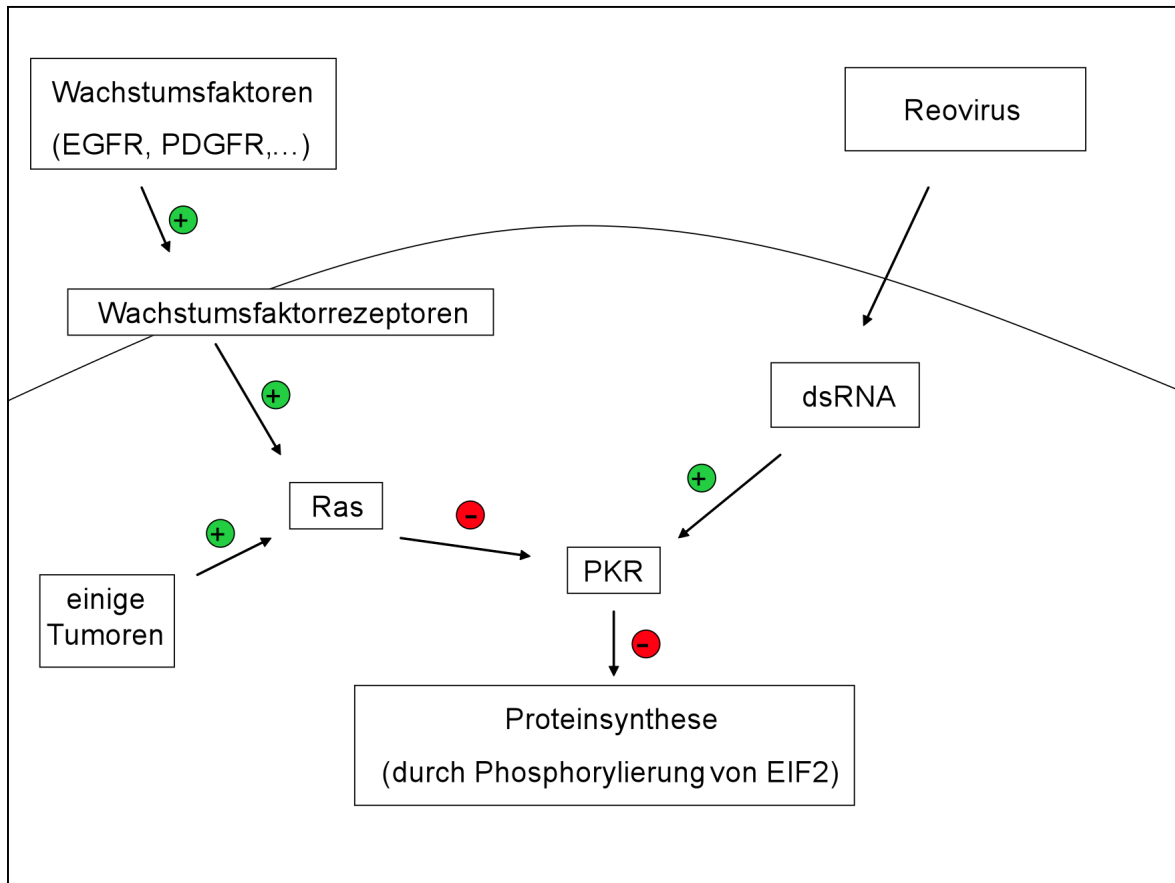 Wachstumsfaktoren
(EGFR, PDGFR,...)
Reovirus
+
Wachstumsfaktorrezeptoren
+
dsRNA
+
Ras
-
+
PKR
einige
Tumoren
-
Proteinsynthese
(durch Phosphorylierung von EIF2)